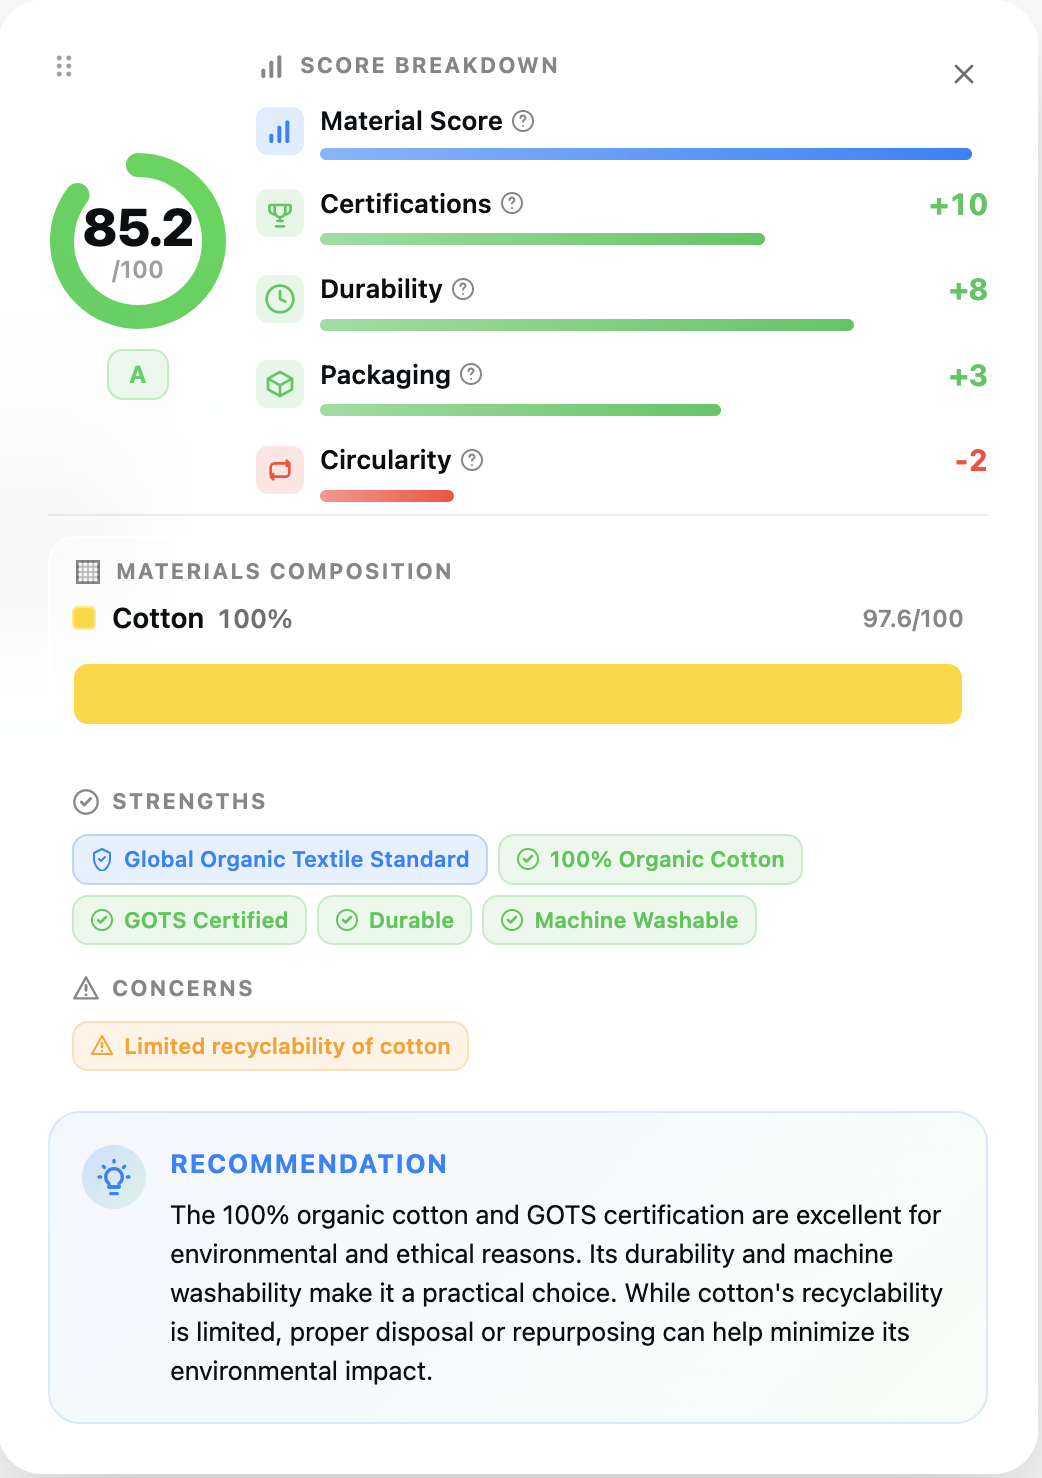 SCORE BREAKDOWN
Material Score
85.2
/100
A
Certifications +10
Durability +8
Packaging +3
Circularity -2
MATERIALS COMPOSITION
Cotton 100% 97.6/100
STRENGTHS
Global Organic Textile Standard 100% Organic Cotton
GOTS Certified Durable Machine Washable
CONCERNS
Limited recyclability of cotton
RECOMMENDATION
The 100% organic cotton and GOTS certification are excellent for
environmental and ethical reasons. Its durability and machine
washability make it a practical choice. While cotton's recyclability
is limited, proper disposal or repurposing can help minimize its
environmental impact.